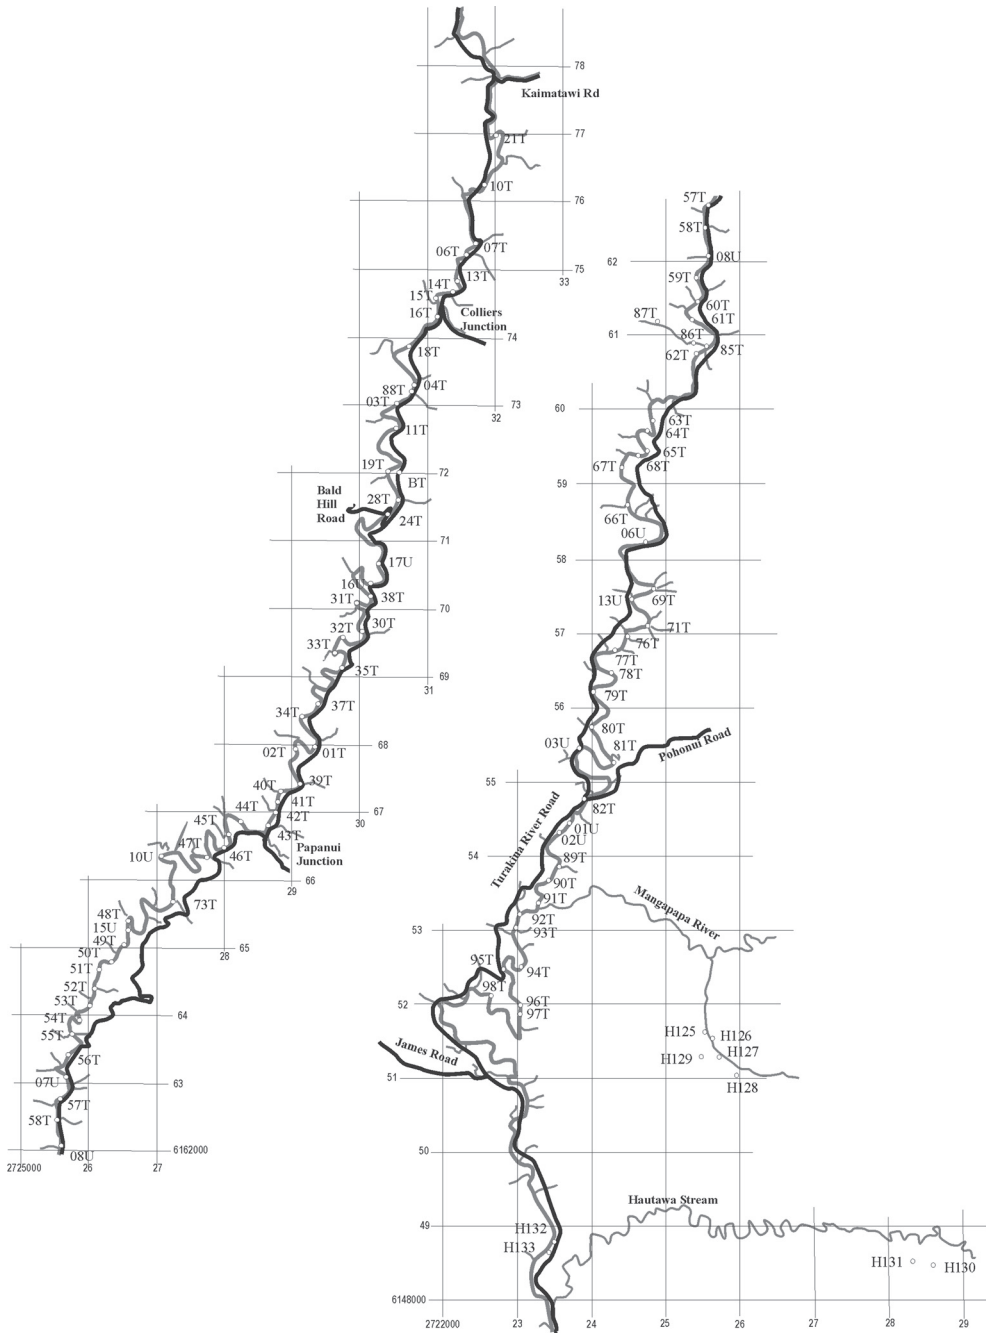 78
Kaimatawi Rd
77
21T
10T
76
07T
06T
75
33
13T
14T
15T
16T
Colliers
Junction
74
18T
04T
88T
03T
73
32
11T
72
19T
BT
28T
Bald
Hill
Road
24T
71
17U
16U
38T
31T
70
30T
32T
33T
35T
69
31
37T
34T
68
02T
01T
39T
40T
41T
67
30
44T
42T
45T
43T
47T
46T
10U
Papanui
Junction
66
29
73T
48T
15U
49T
65
28
50T
51T
52T
53T
64
54T
55T
56T
07U
63
57T
58T
08U
6162000
2725000
26
27
57T
58T
08U
62
59T
60T
87T
61T
61
86T
85T
62T
60
63T
64T
65T
67T
68T
59
66T
06U
58
13U
69T
71T
57
76T
77T
78T
79T
56
80T
03U
81T
Pohonui Road
55
82T
Turakina River Road
01U
02U
54
89T
90T
91T
Mangapapa River
92T
53
93T
95T
94T
98T
52
96T
97T
H125
H126
James Road
H127
H129
51
H128
50
Hautawa Stream
49
H132
H133
H131
H130
6148000
2722000
23
24
25
26
27
28
29